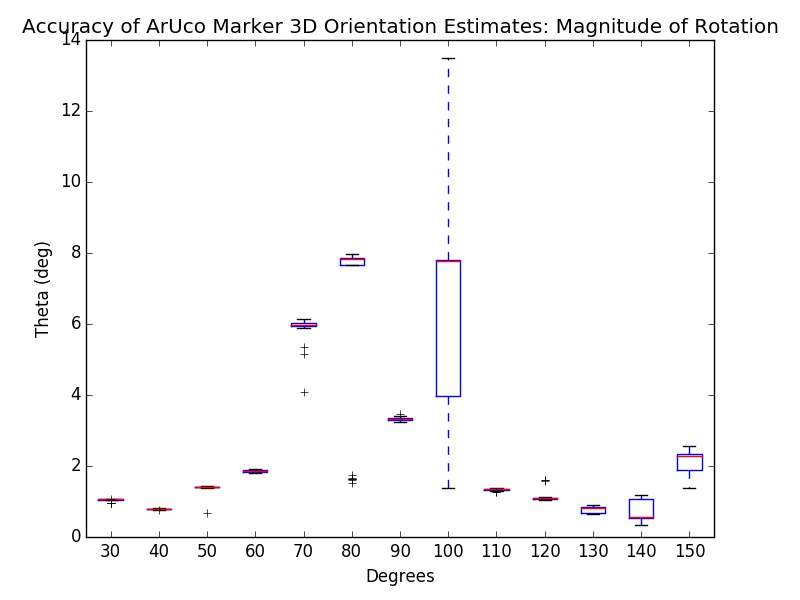 Accuracy of ArUco Marker 3D Orientation Estimates: Magnitude of Rotation
14
12
10
8
6
4
2
0
Theta (deg)
30 40 50 60 70 80 90 100 110 120 130 140 150
Degrees